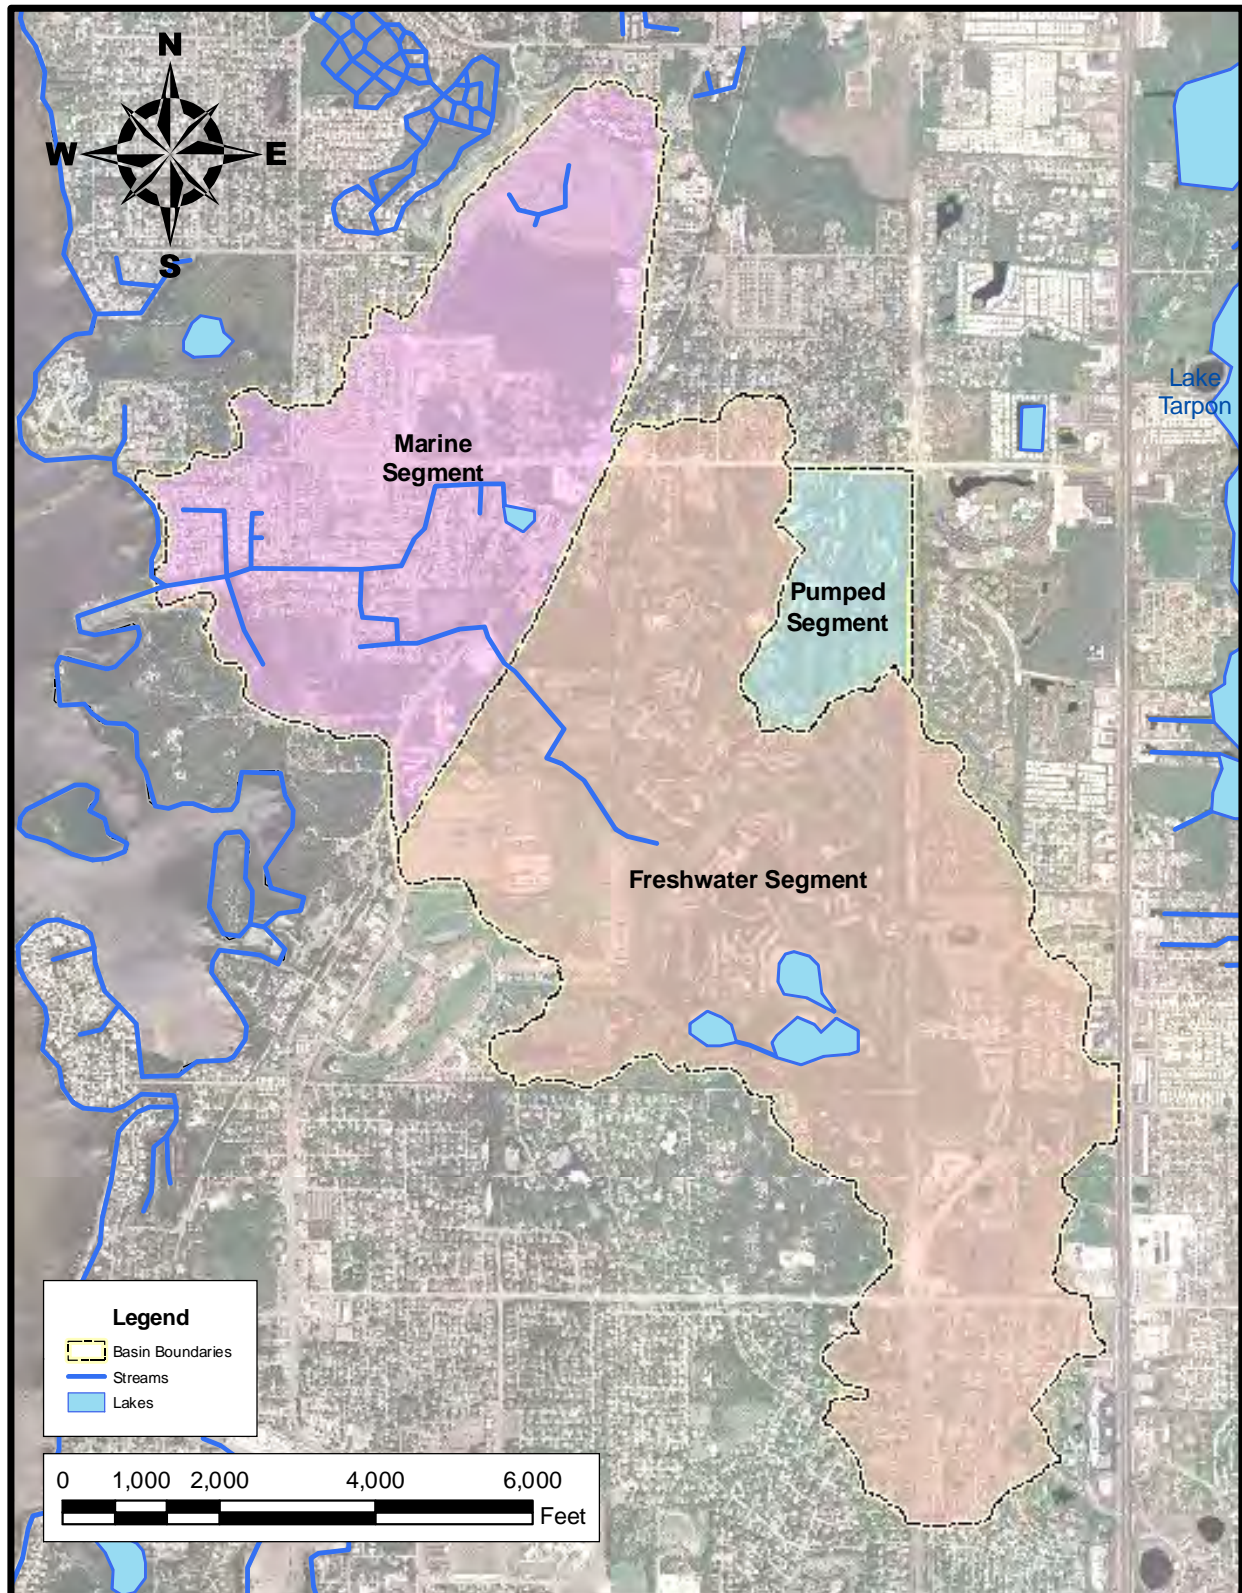 N
W
E
S
Lake
Tarpon
Marine
Segment
Pumped
Segment
Freshwater Segment
Legend
Basin Boundaries
Streams
Lakes
0 1,000 2,000 4,000 6,000
Feet